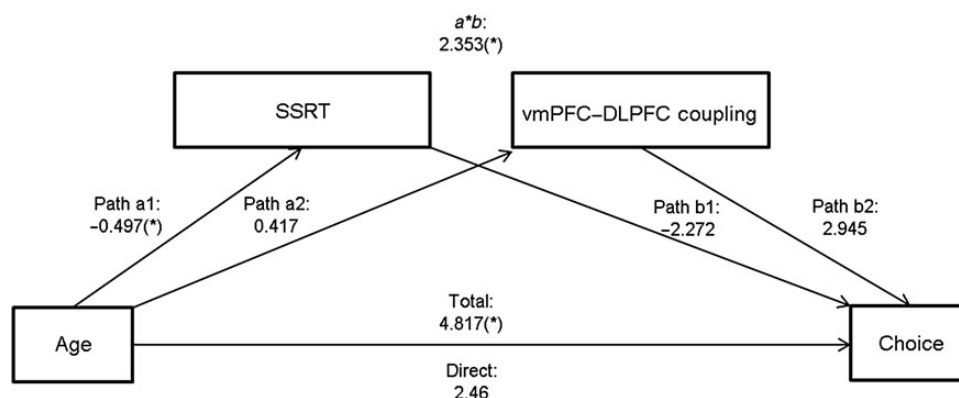 a*b:
2.353(*)
SSRT
vmPFC–DLPFC coupling
Path a1:
−0.497(*)
Path a2:
0.417
Path b1:
−2.272
Path b2:
2.945
Age
Total:
4.817(*)
Choice
Direct:
2.46